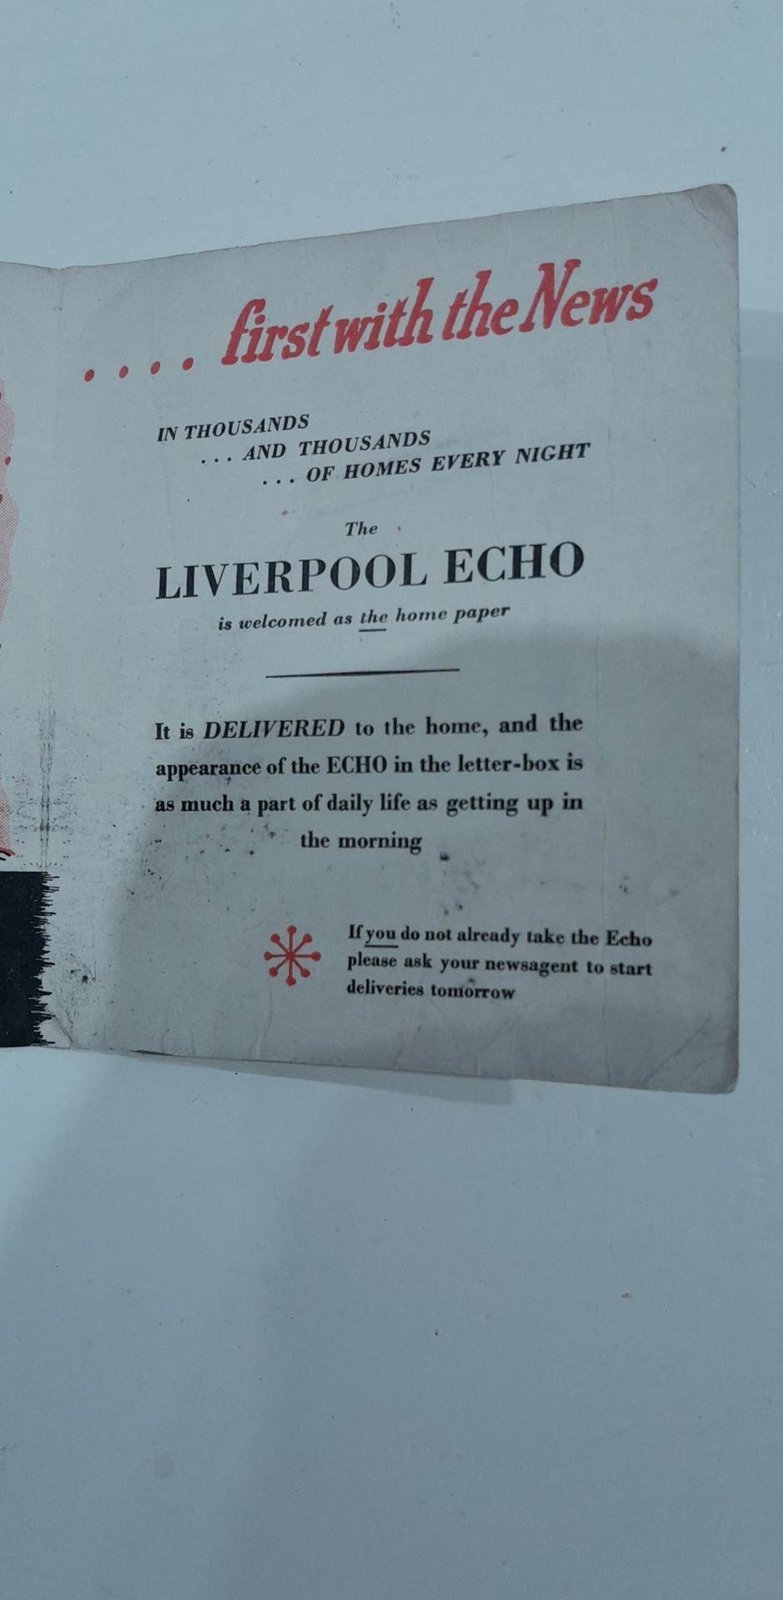 .... first with the News
IN THOUSANDS
... AND THOUSANDS
... OF HOMES EVERY NIGHT
The
LIVERPOOL ECHO
is welcomed as the home paper
It is DELIVERED to the home, and the
appearance of the ECHO in the letter-box is
as much a part of daily life as getting up in
the morning
If you do not already take the Echo
please ask your newsagent to start
deliveries tomorrow